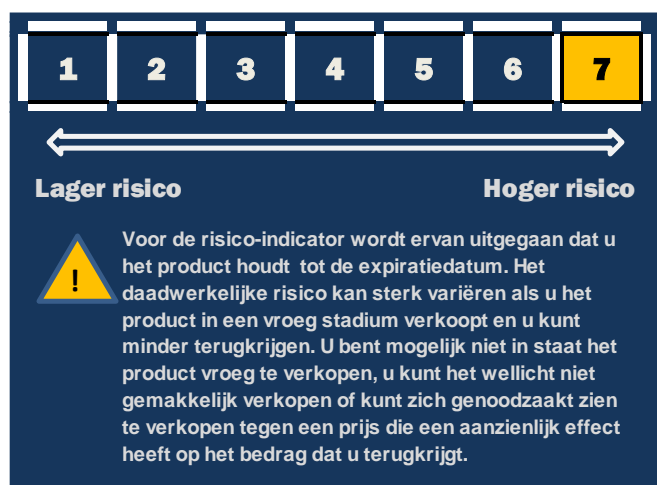 1 2 3 4 5 6 7
Lager risico Hoger risico
Voor de risico-indicator wordt ervan uitgegaan dat u
het product houdt tot de expiratiedatum. Het
! daadwerkelijke risico kan sterk variëren als u het
product in een vroeg stadium verkoopt en u kunt
minder terugkrijgen. U bent mogelijk niet in staat het
product vroeg te verkopen, u kunt het wellicht niet
gemakkelijk verkopen of kunt zich genoodzaakt zien
te verkopen tegen een prijs die een aanzienlijk effect
heeft op het bedrag dat u terugkrijgt.